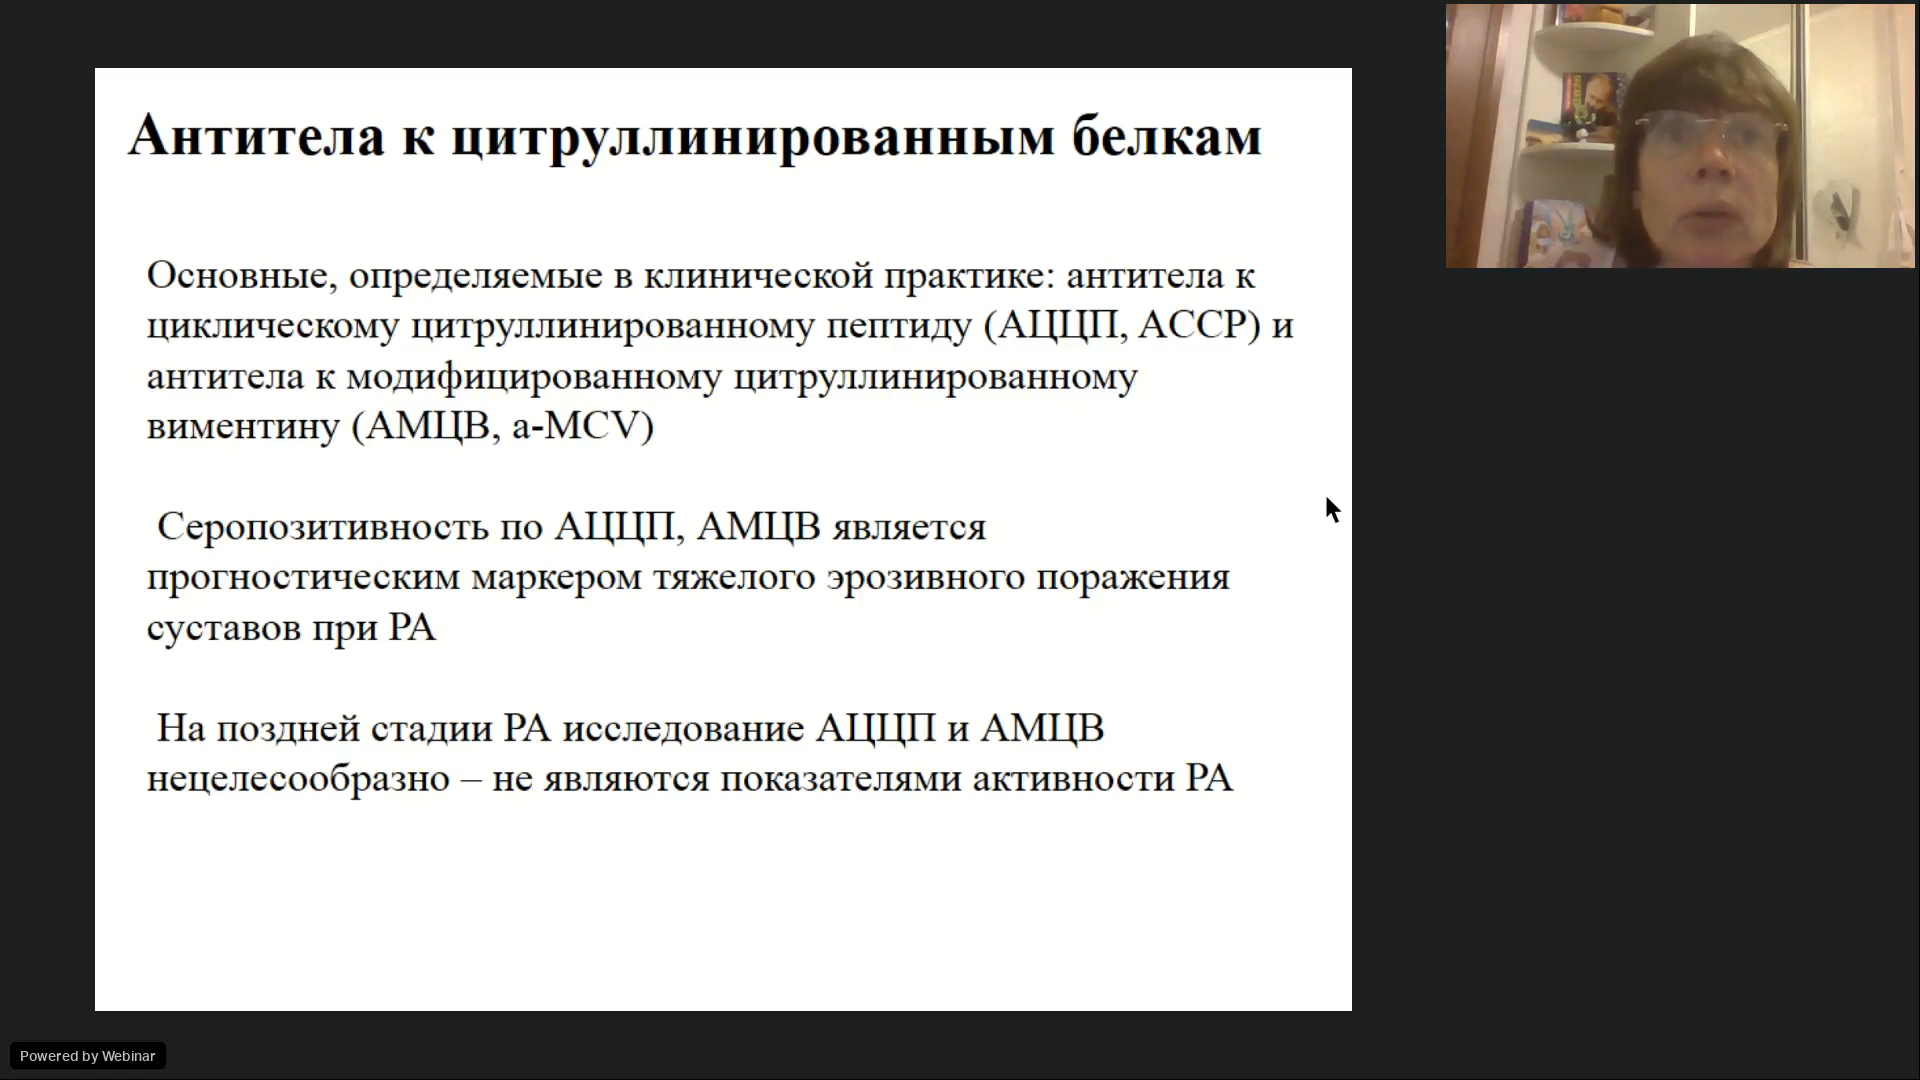 Антитела к цитруллинированным белкам
Основные, определяемые в клинической практике: антитела к
циклическому цитруллинированному пептиду (АЦЦП, ACCP) и
антитела к модифицированному цитруллинированному
виментину (АМЦВ, a-MCV)
Серопозитивность по АЦЦП, АМЦВ является
прогностическим маркером тяжелого эрозивного поражения
суставов при РА
На поздней стадии РА исследование АЦЦП и АМЦВ
нецелесообразно – не являются показателями активности РА
Powered by Webinar